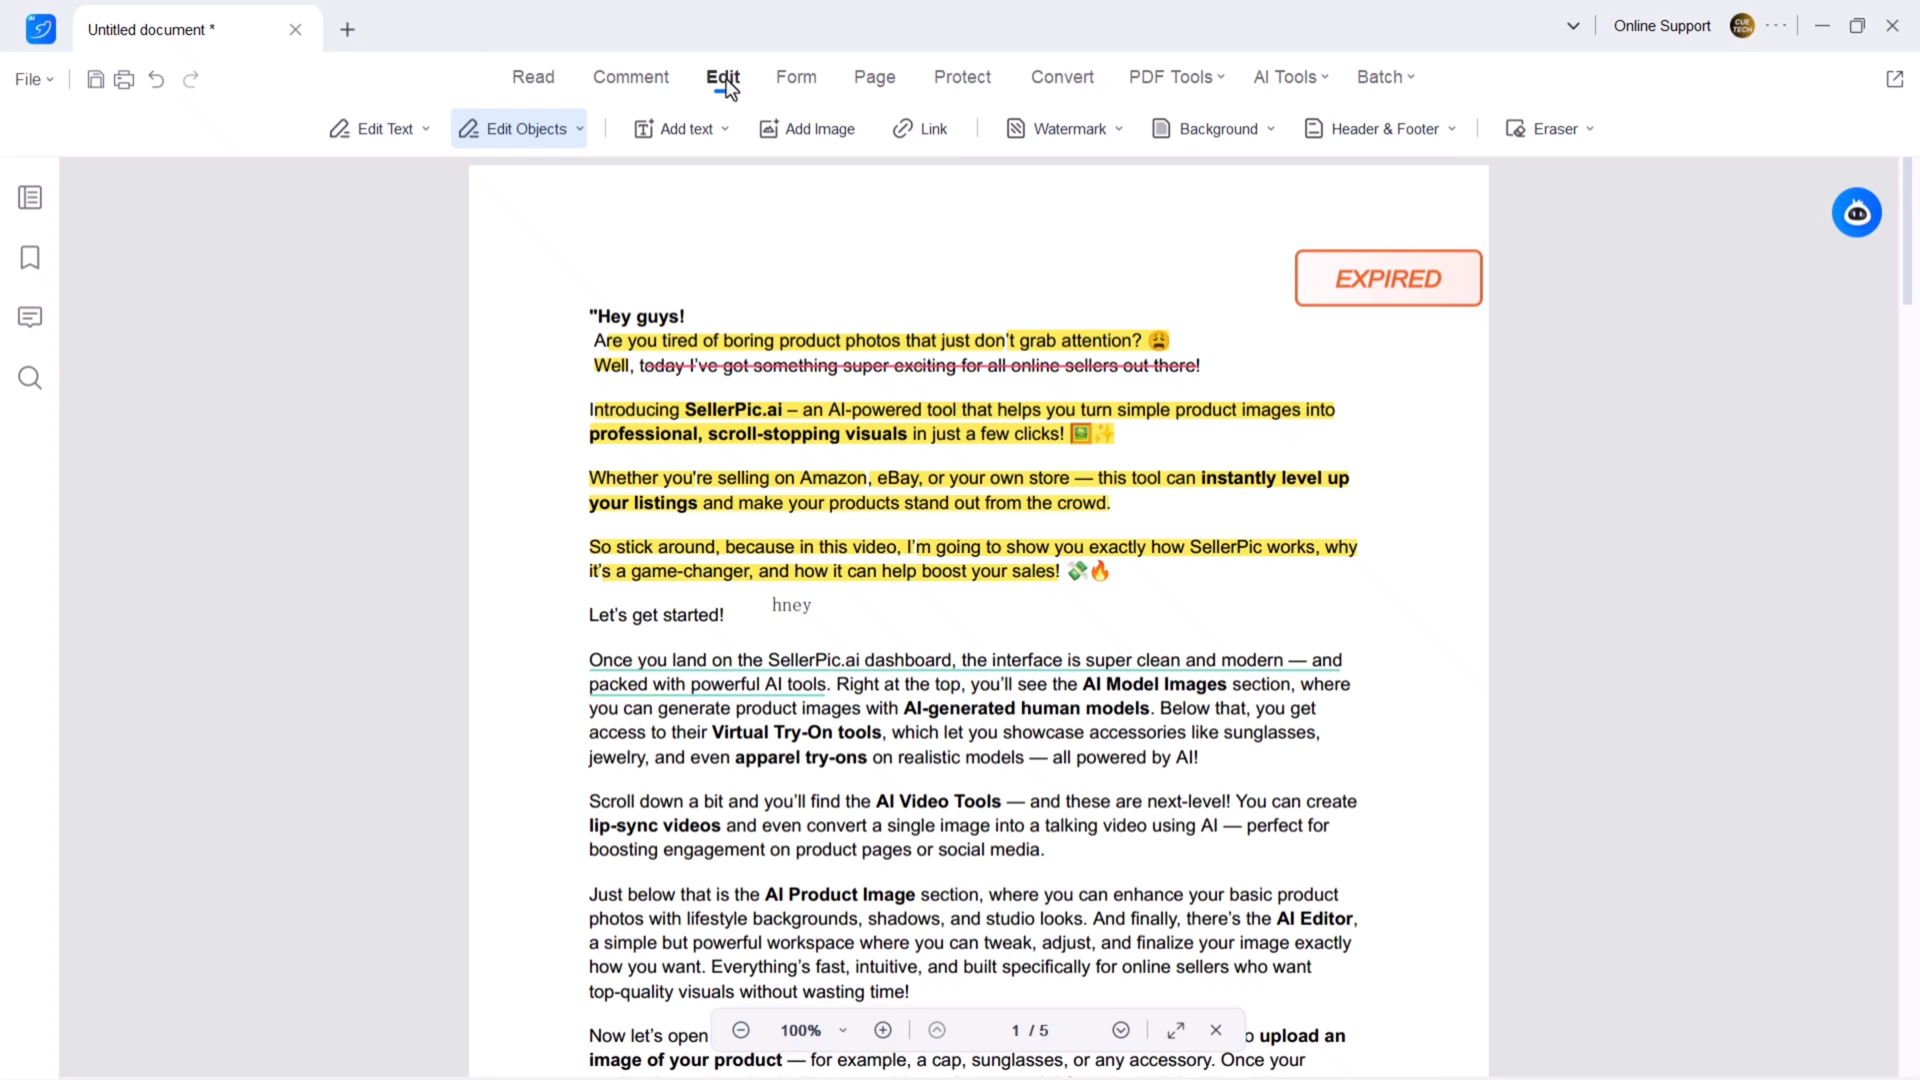 Untitled document *
Online Support
CUE TECH
File
Read Comment Edit Form Page Protect Convert PDF Tools AI Tools Batch
Edit Text Edit Objects Add text Add Image Link Watermark Background Header & Footer Eraser
EXPIRED
"Hey guys!
Are you tired of boring product photos that just don't grab attention? 😩
Well, today I've got something super exciting for all online sellers out there!
Introducing SellerPic.ai – an AI-powered tool that helps you turn simple product images into
professional, scroll-stopping visuals in just a few clicks! 🖼️✨
Whether you're selling on Amazon, eBay, or your own store — this tool can instantly level up
your listings and make your products stand out from the crowd.
So stick around, because in this video, I'm going to show you exactly how SellerPic works, why
it's a game-changer, and how it can help boost your sales! 💸🔥
hney
Let's get started!
Once you land on the SellerPic.ai dashboard, the interface is super clean and modern — and
packed with powerful AI tools. Right at the top, you'll see the AI Model Images section, where
you can generate product images with AI-generated human models. Below that, you get
access to their Virtual Try-On tools, which let you showcase accessories like sunglasses,
jewelry, and even apparel try-ons on realistic models — all powered by AI!
Scroll down a bit and you'll find the AI Video Tools — and these are next-level! You can create
lip-sync videos and even convert a single image into a talking video using AI — perfect for
boosting engagement on product pages or social media.
Just below that is the AI Product Image section, where you can enhance your basic product
photos with lifestyle backgrounds, shadows, and studio looks. And finally, there's the AI Editor,
a simple but powerful workspace where you can tweak, adjust, and finalize your image exactly
how you want. Everything's fast, intuitive, and built specifically for online sellers who want
top-quality visuals without wasting time!
Now let's open
100%
1 / 5
o upload an
image of your product — for example, a cap, sunglasses, or any accessory. Once your